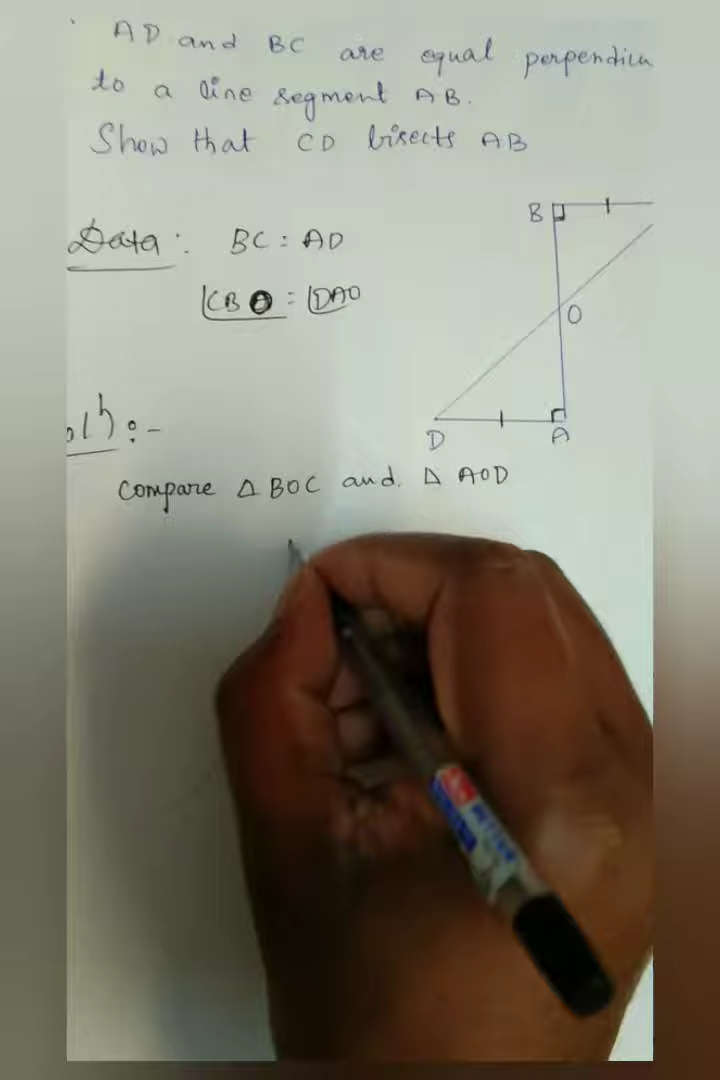 AD and BC are equal perpendicu
to a line segment AB.
Show that CD bisects AB
Data: BC = AD
∠CBO = ∠DAO
B
O
D
A
oln :-
Compare △ BOC and. △ AOD